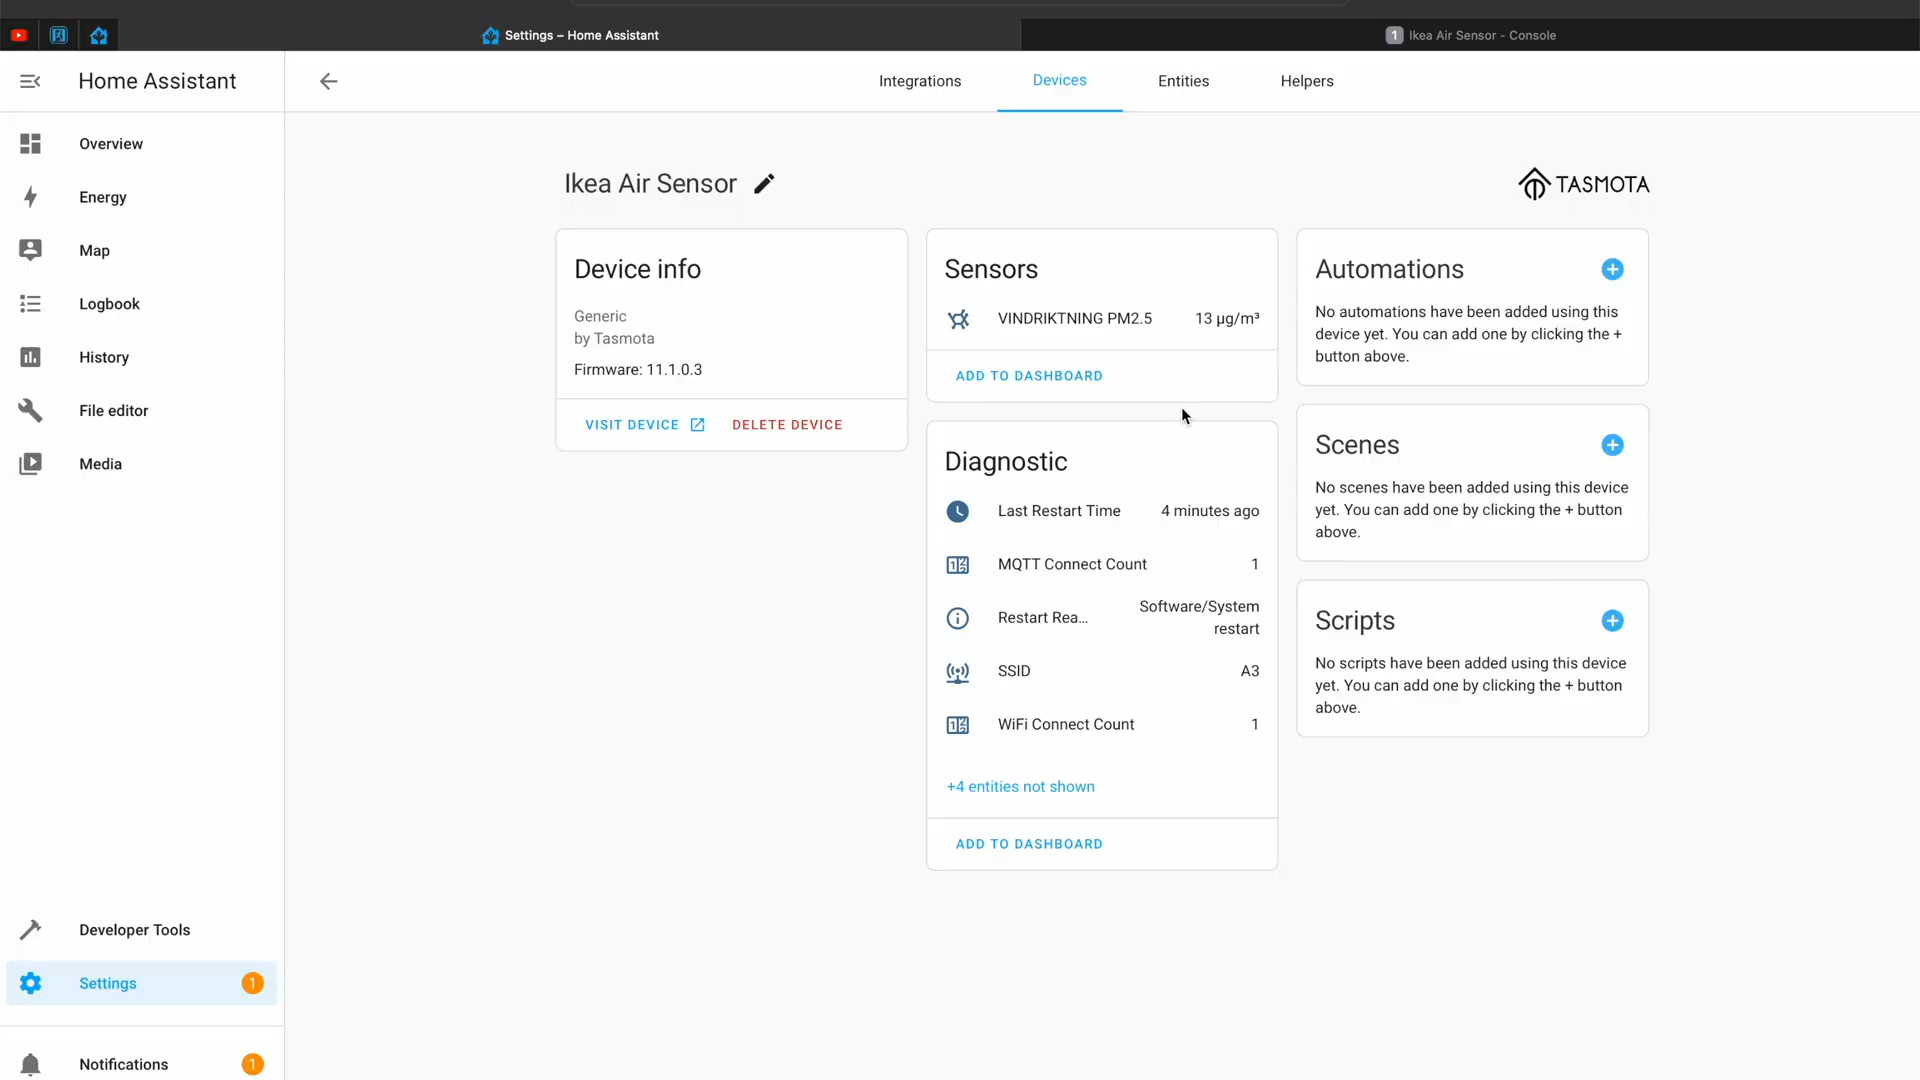 Settings – Home Assistant
1 Ikea Air Sensor - Console
Home Assistant
Integrations
Devices
Entities
Helpers
Overview
Energy
Map
Logbook
History
File editor
Media
Developer Tools
Settings 1
Notifications 1
Ikea Air Sensor
TASMOTA
Device info
Generic
by Tasmota
Firmware: 11.1.0.3
VISIT DEVICE
DELETE DEVICE
Sensors
VINDRIKTNING PM2.5 13 µg/m³
ADD TO DASHBOARD
Diagnostic
Last Restart Time 4 minutes ago
MQTT Connect Count 1
Restart Rea... Software/System
restart
SSID A3
WiFi Connect Count 1
+4 entities not shown
ADD TO DASHBOARD
Automations
No automations have been added using this
device yet. You can add one by clicking the +
button above.
Scenes
No scenes have been added using this device
yet. You can add one by clicking the + button
above.
Scripts
No scripts have been added using this device
yet. You can add one by clicking the + button
above.